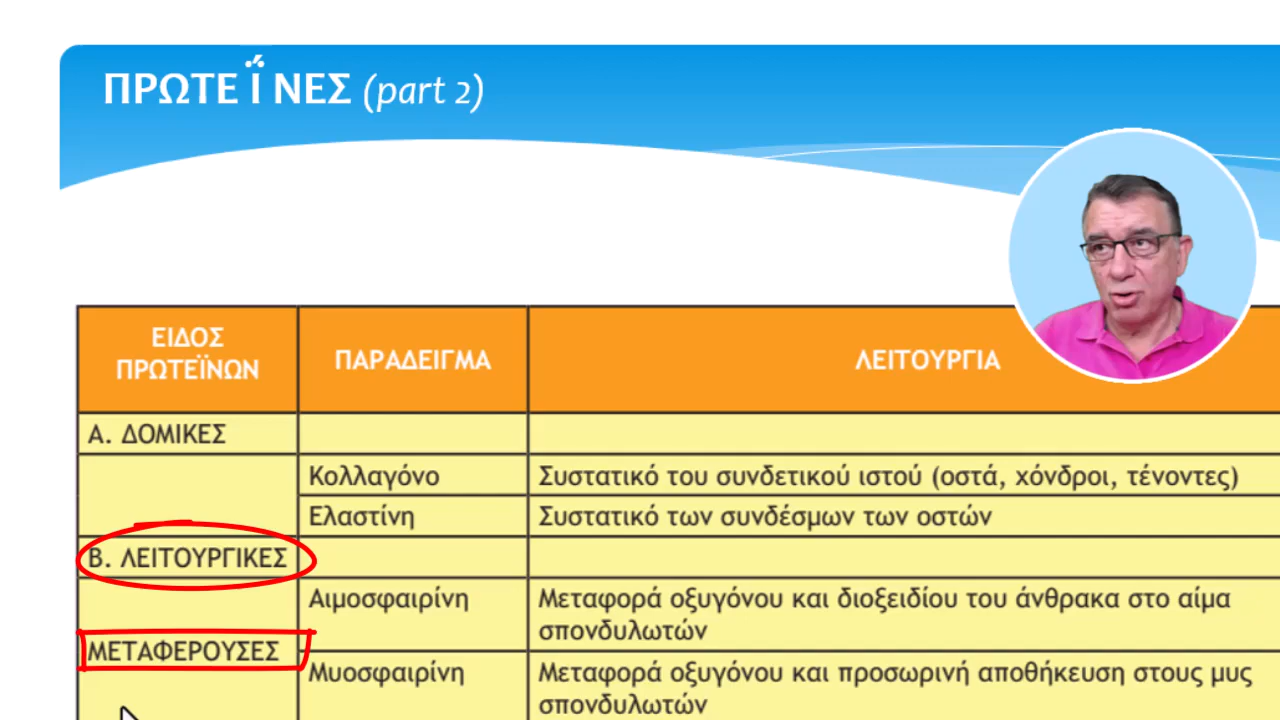 ΠΡΩΤΕ ΐ ΝΕΣ (part 2)
ΕΙΔΟΣ
ΠΡΩΤΕΪΝΩΝ
ΠΑΡΑΔΕΙΓΜΑ
ΛΕΙΤΟΥΡΓΙΑ
Α. ΔΟΜΙΚΕΣ
Κολλαγόνο
Συστατικό του συνδετικού ιστού (οστά, χόνδροι, τένοντες)
Ελαστίνη
Συστατικό των συνδέσμων των οστών
Β. ΛΕΙΤΟΥΡΓΙΚΕΣ
ΜΕΤΑΦΕΡΟΥΣΕΣ
Αιμοσφαιρίνη
Μεταφορά οξυγόνου και διοξειδίου του άνθρακα στο αίμα
σπονδυλωτών
Μυοσφαιρίνη
Μεταφορά οξυγόνου και προσωρινή αποθήκευση στους μυς
σπονδυλωτών